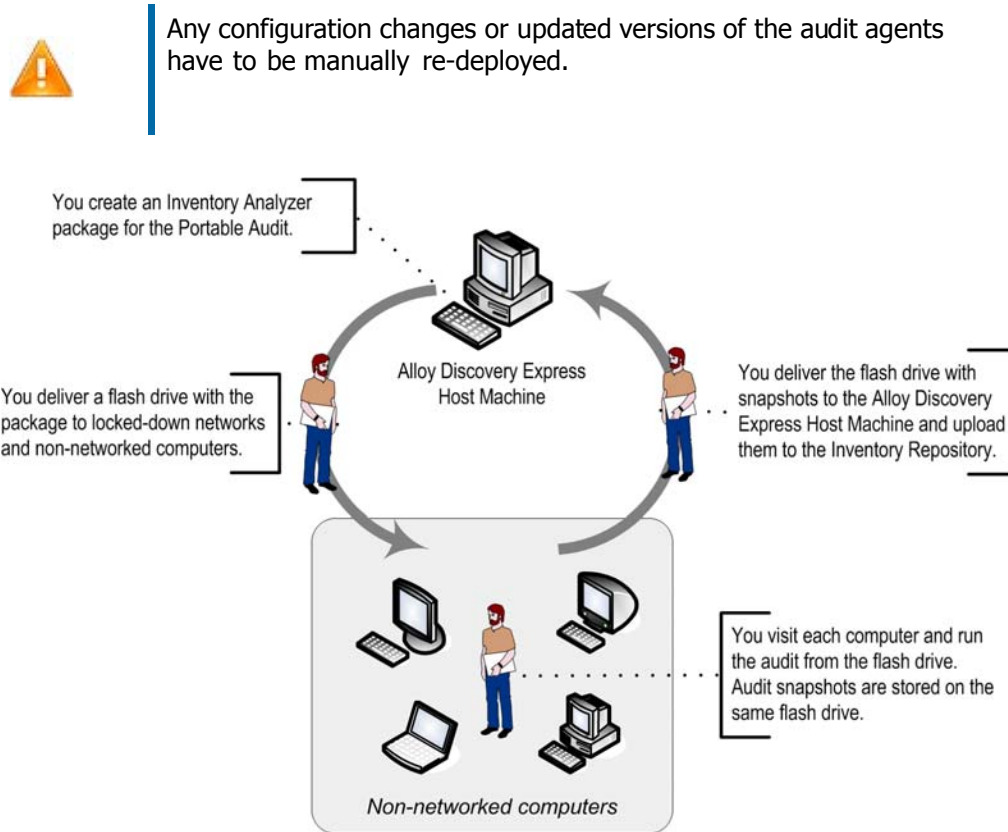 Any configuration changes or updated versions of the audit agents
have to be manually re-deployed.
You create an Inventory Analyzer
package for the Portable Audit.
Alloy Discovery Express
Host Machine
You deliver a flash drive with the
package to locked-down networks
and non-networked computers.
You deliver the flash drive with
snapshots to the Alloy Discovery
Express Host Machine and upload
them to the Inventory Repository.
You visit each computer and run
the audit from the flash drive.
Audit snapshots are stored on the
same flash drive.
Non-networked computers